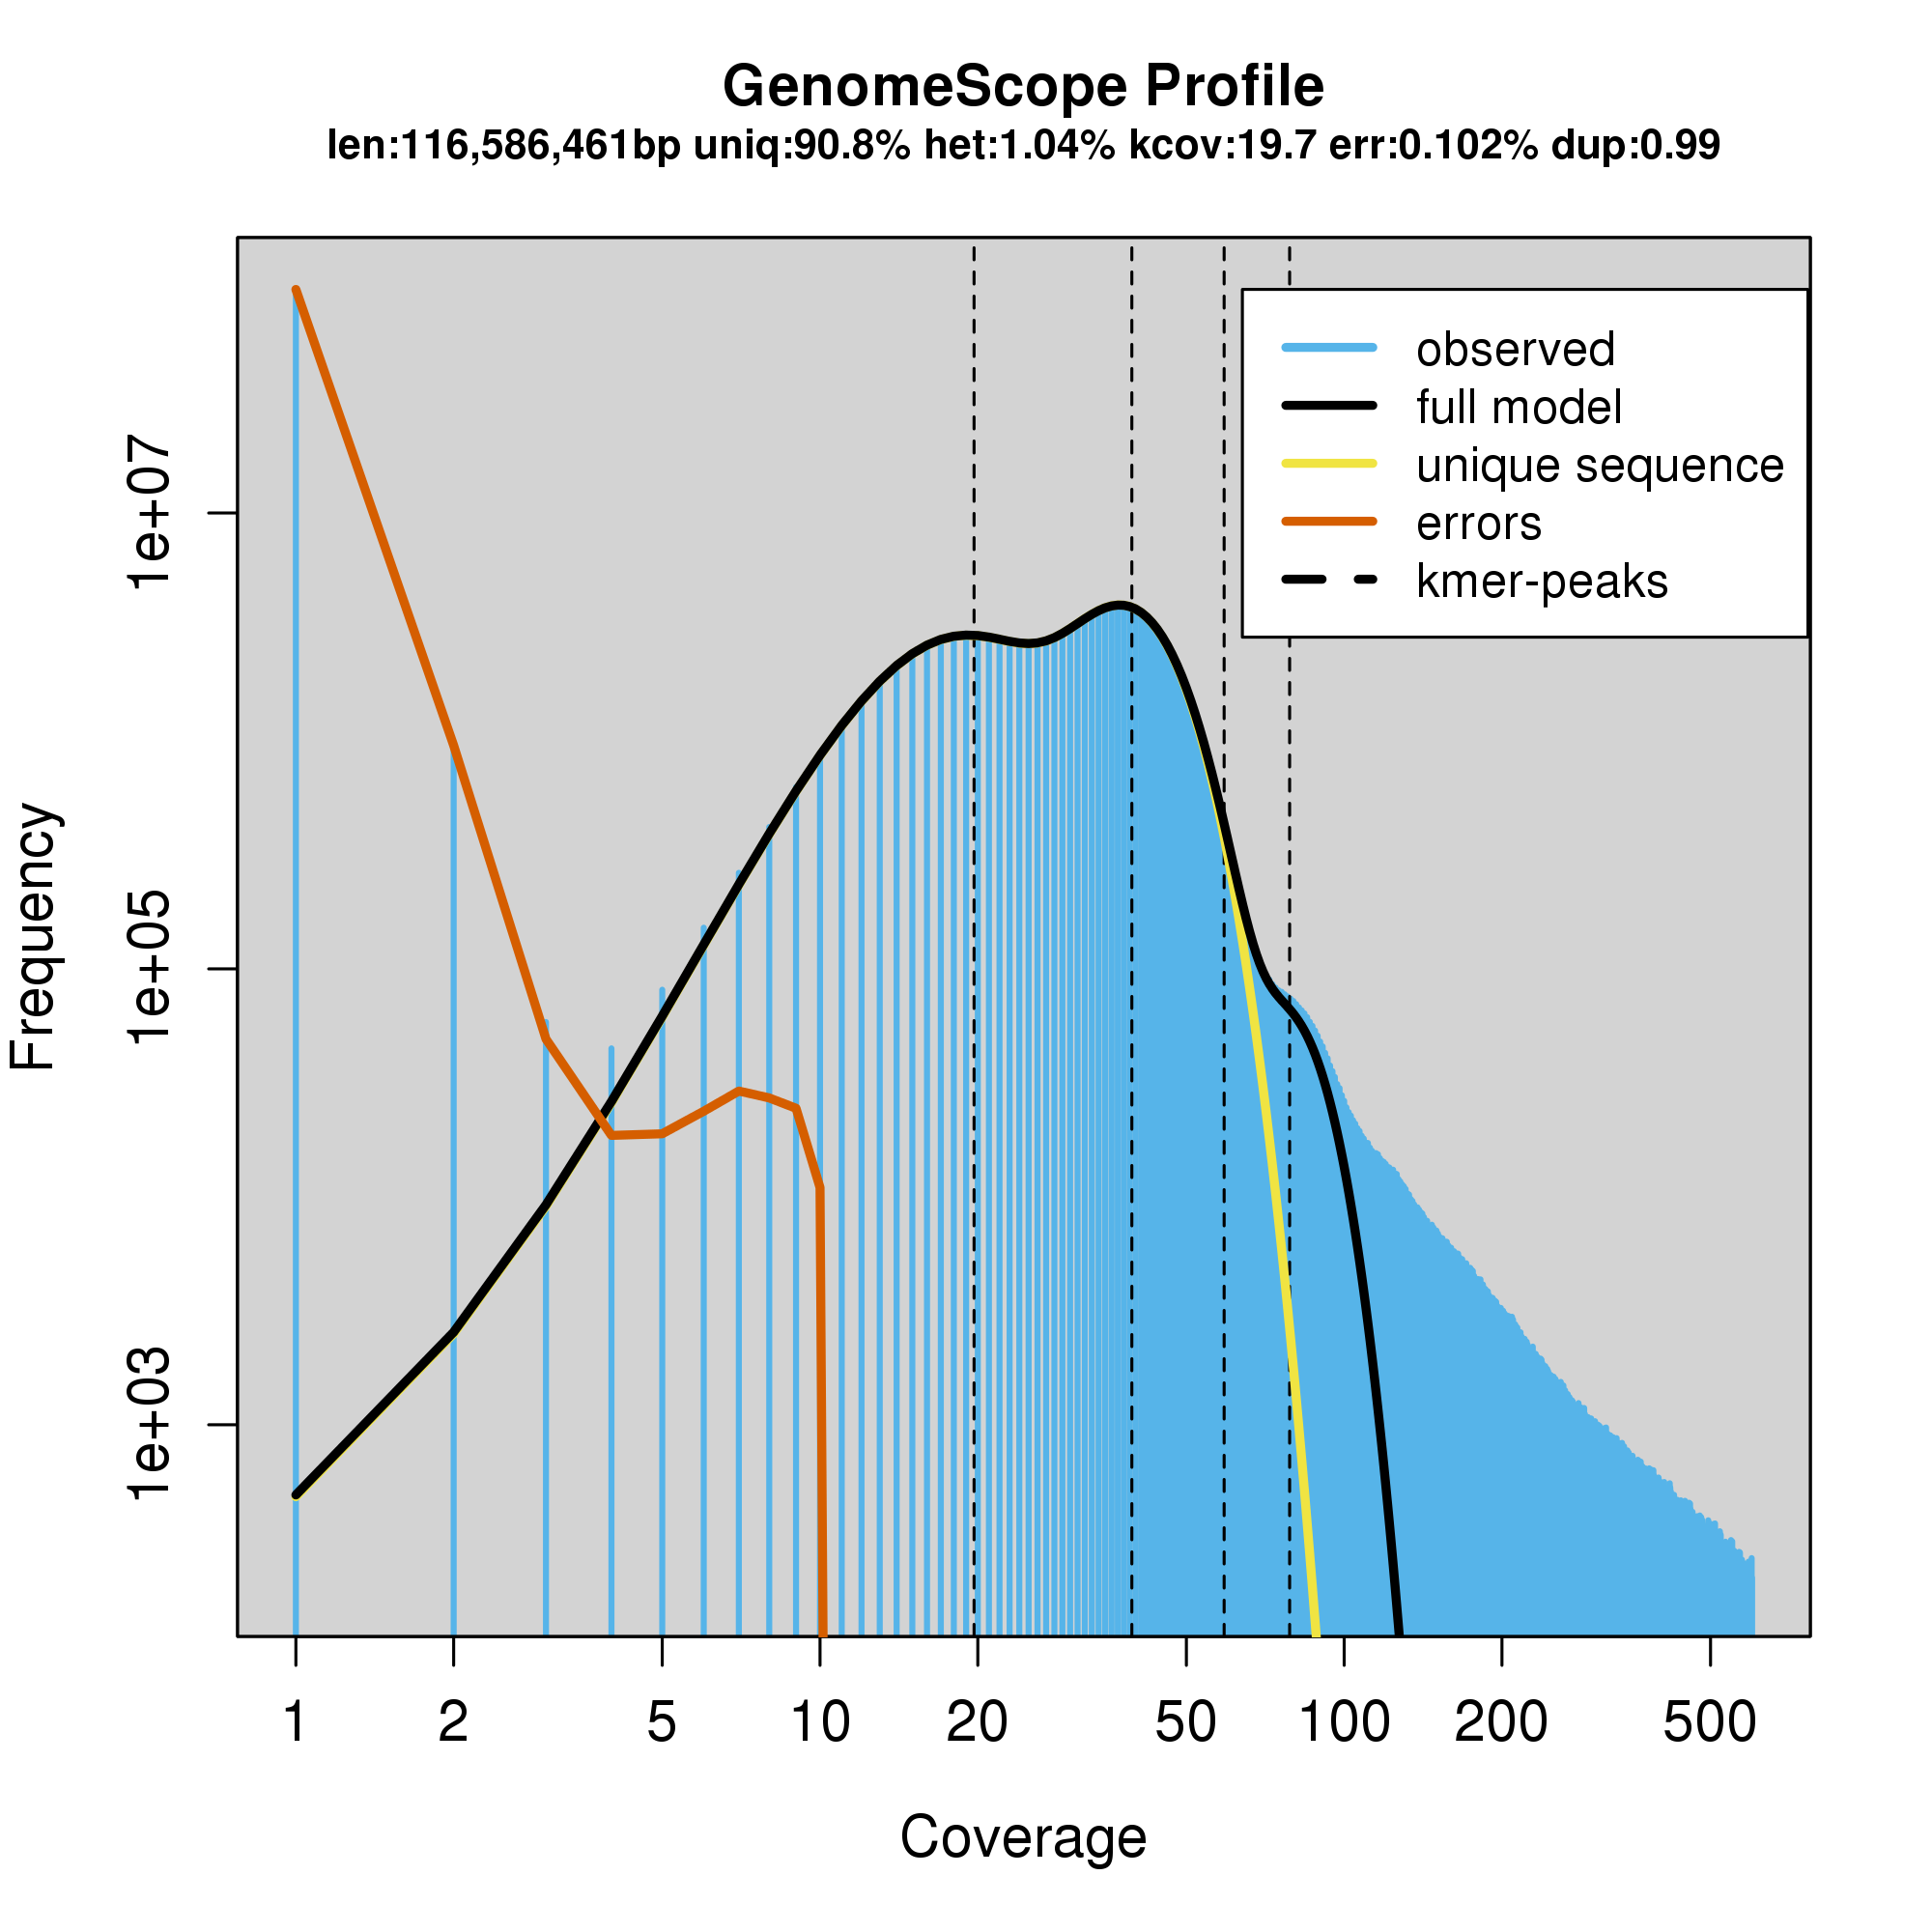 GenomeScope Profile
len:116,586,461bp uniq:90.8% het:1.04% kcov:19.7 err:0.102% dup:0.99
observed
full model
unique sequence
errors
kmer-peaks
Frequency
1e+07
1e+05
1e+03
1 2 5 10 20 50 100 200 500
Coverage